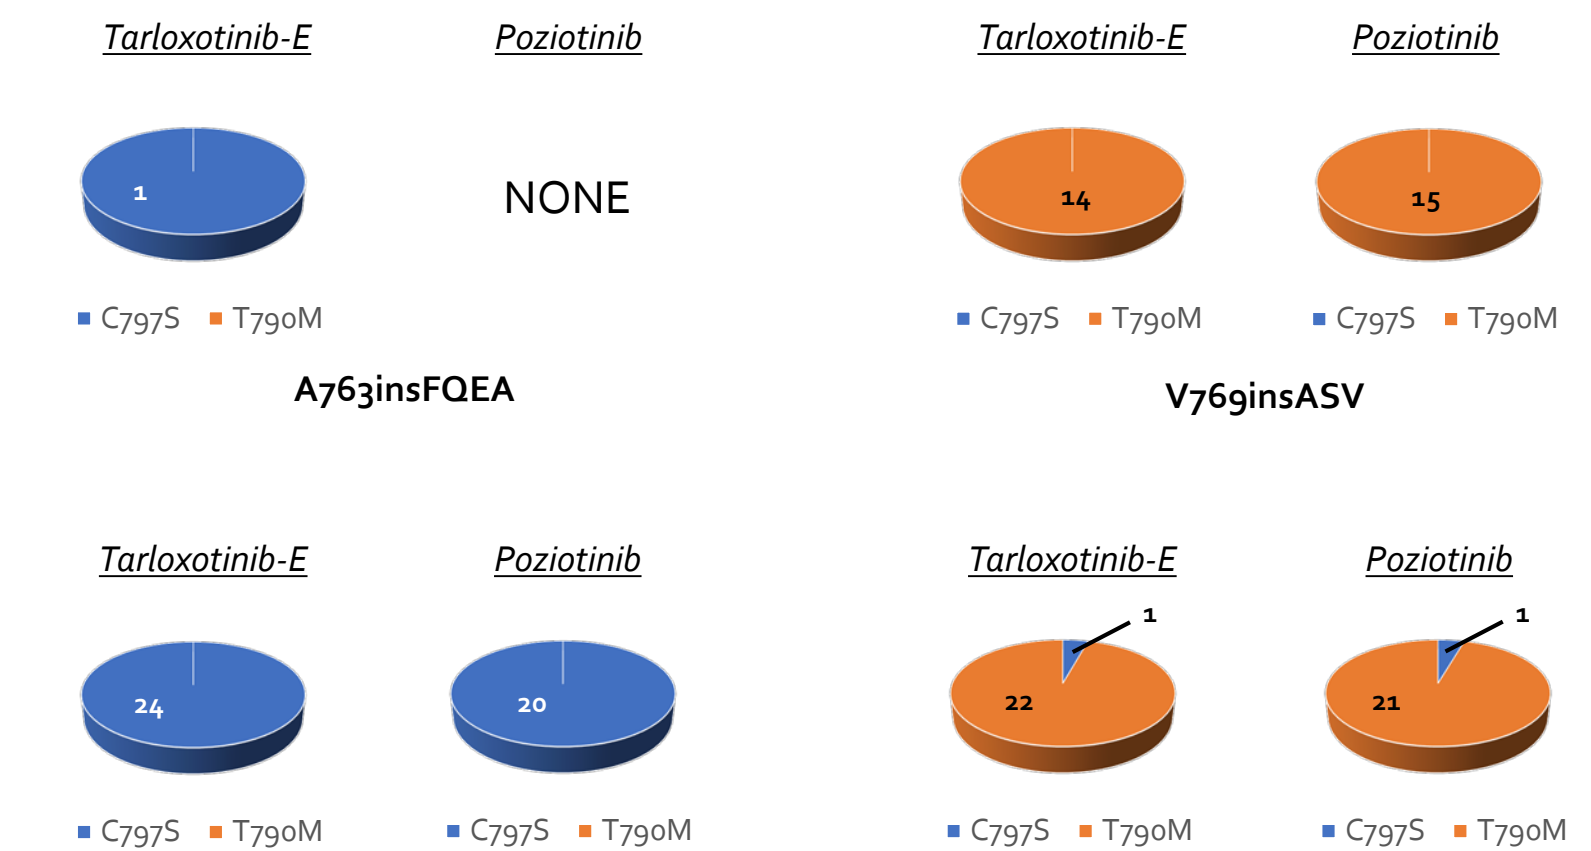 Tarloxotinib-E Poziotinib Tarloxotinib-E Poziotinib
1 NONE 14 15
C797S T790M C797S T790M C797S T790M
A763insFQEA V769insASV
Tarloxotinib-E Poziotinib Tarloxotinib-E Poziotinib
1 1
24 20 22 21
C797S T790M C797S T790M C797S T790M C797S T790M